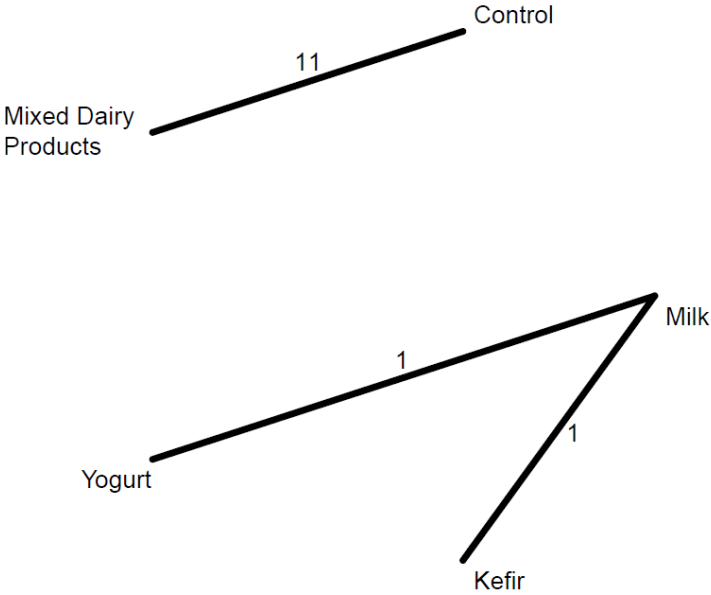 Control
11
Mixed Dairy
Products
Milk
1
1
Yogurt
Kefir